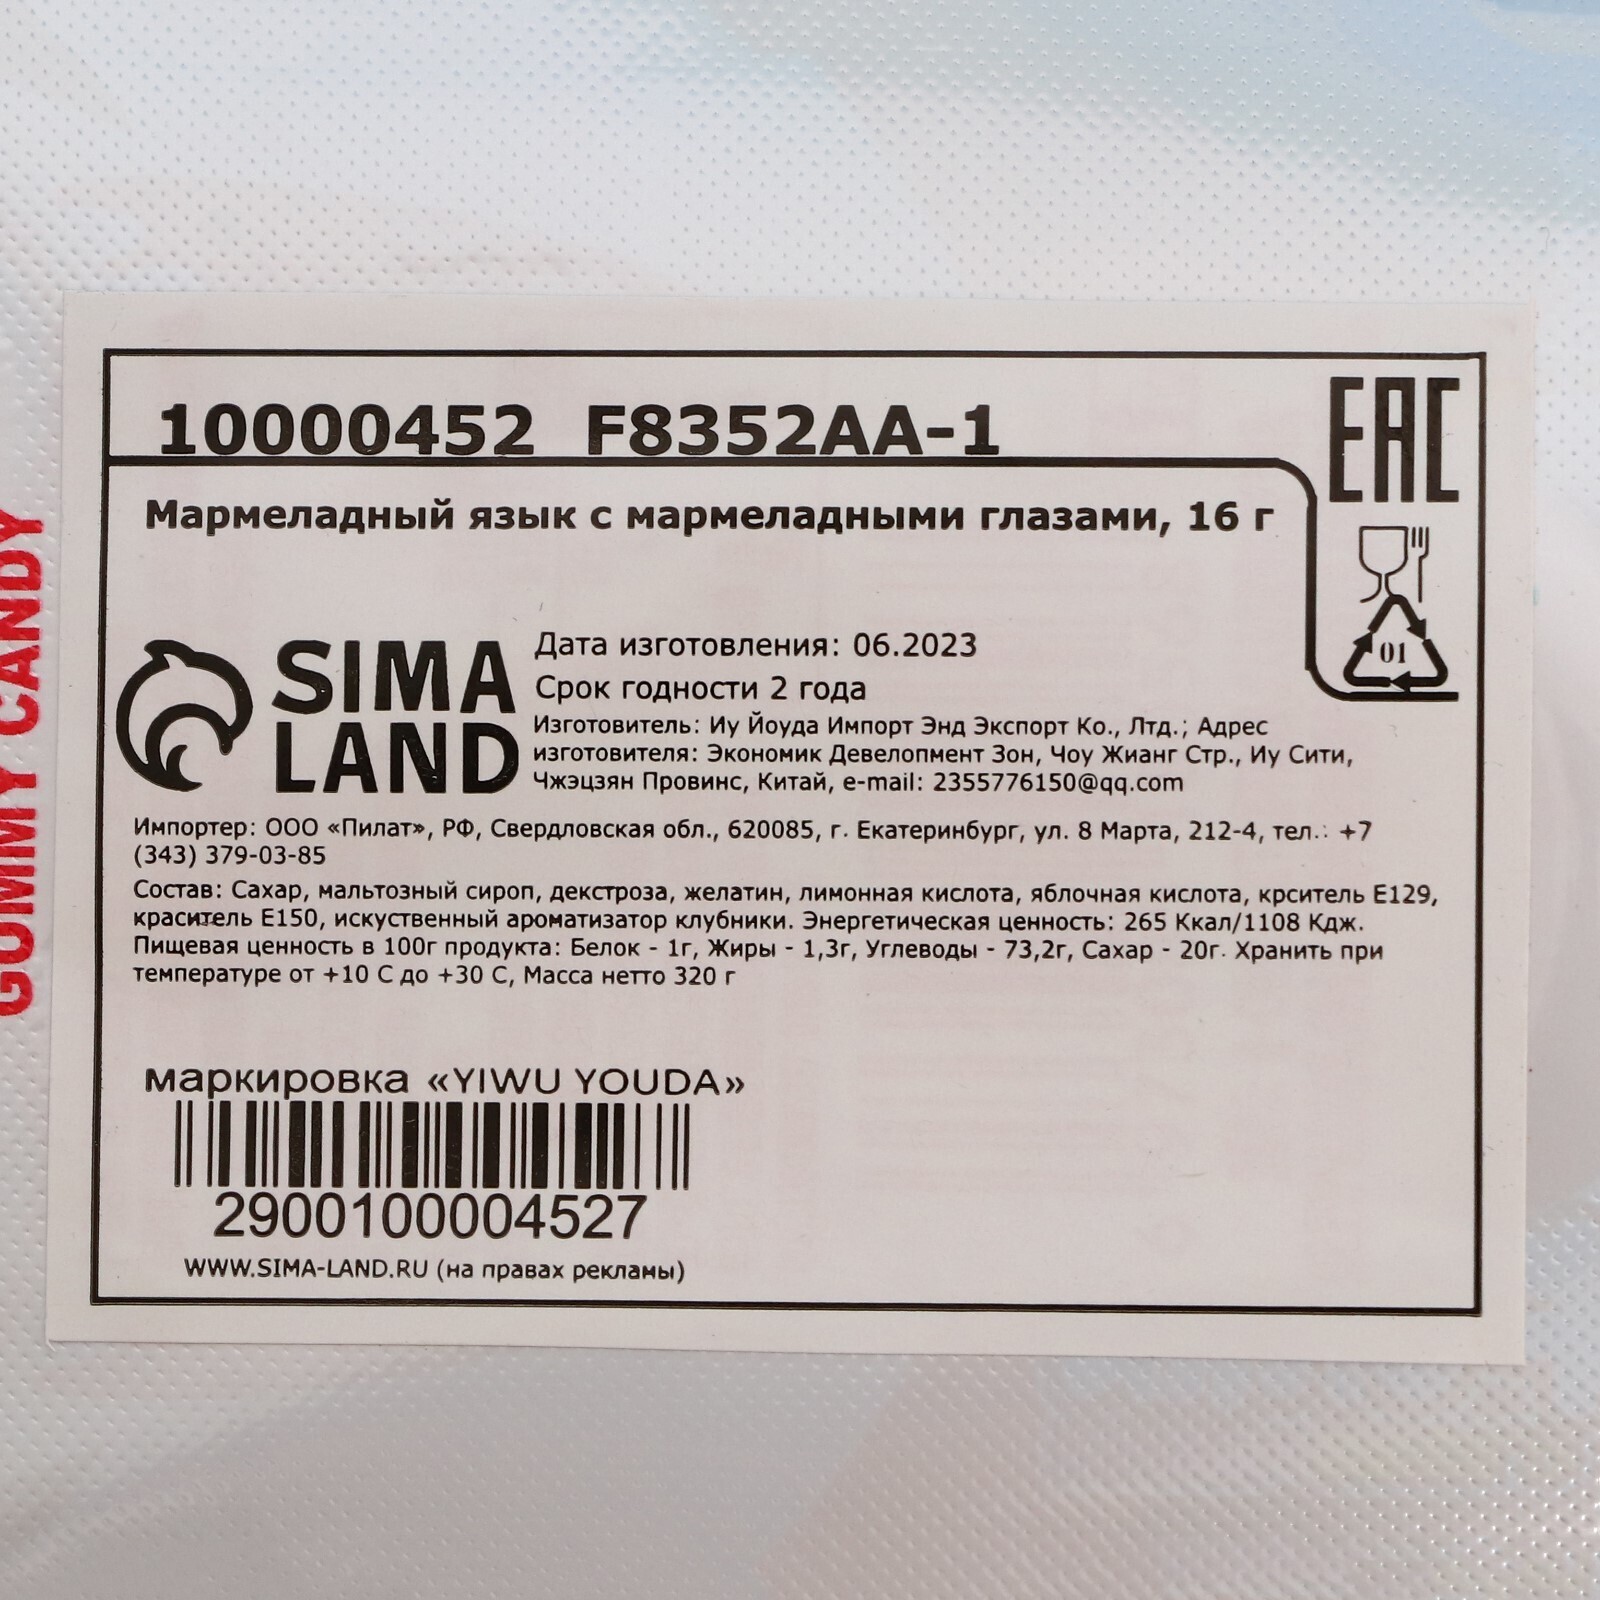 10000452 F8352AA-1
EAC
Мармеладный язык с мармеладными глазами, 16 г
01
SIMA
LAND
Дата изготовления: 06.2023
Срок годности 2 года
Изготовитель: Иу Йоуда Импорт Энд Экспорт Ко., Лтд.; Адрес
изготовителя: Экономик Девелопмент Зон, Чоу Жианг Стр., Иу Сити,
Чжэцзян Провинс, Китай, e-mail: 2355776150@qq.com
Импортер: ООО «Пилат», РФ, Свердловская обл., 620085, г. Екатеринбург, ул. 8 Марта, 212-4, тел.: +7
(343) 379-03-85
Состав: Сахар, мальтозный сироп, декстроза, желатин, лимонная кислота, яблочная кислота, крситель Е129,
краситель Е150, искуственный ароматизатор клубники. Энергетическая ценность: 265 Ккал/1108 Кдж.
Пищевая ценность в 100г продукта: Белок - 1г, Жиры - 1,3г, Углеводы - 73,2г, Сахар - 20г. Хранить при
температуре от +10 С до +30 С, Масса нетто 320 г
маркировка «YIWU YOUDA»
2900100004527
WWW.SIMA-LAND.RU (на правах рекламы)
GUMMY CANDY